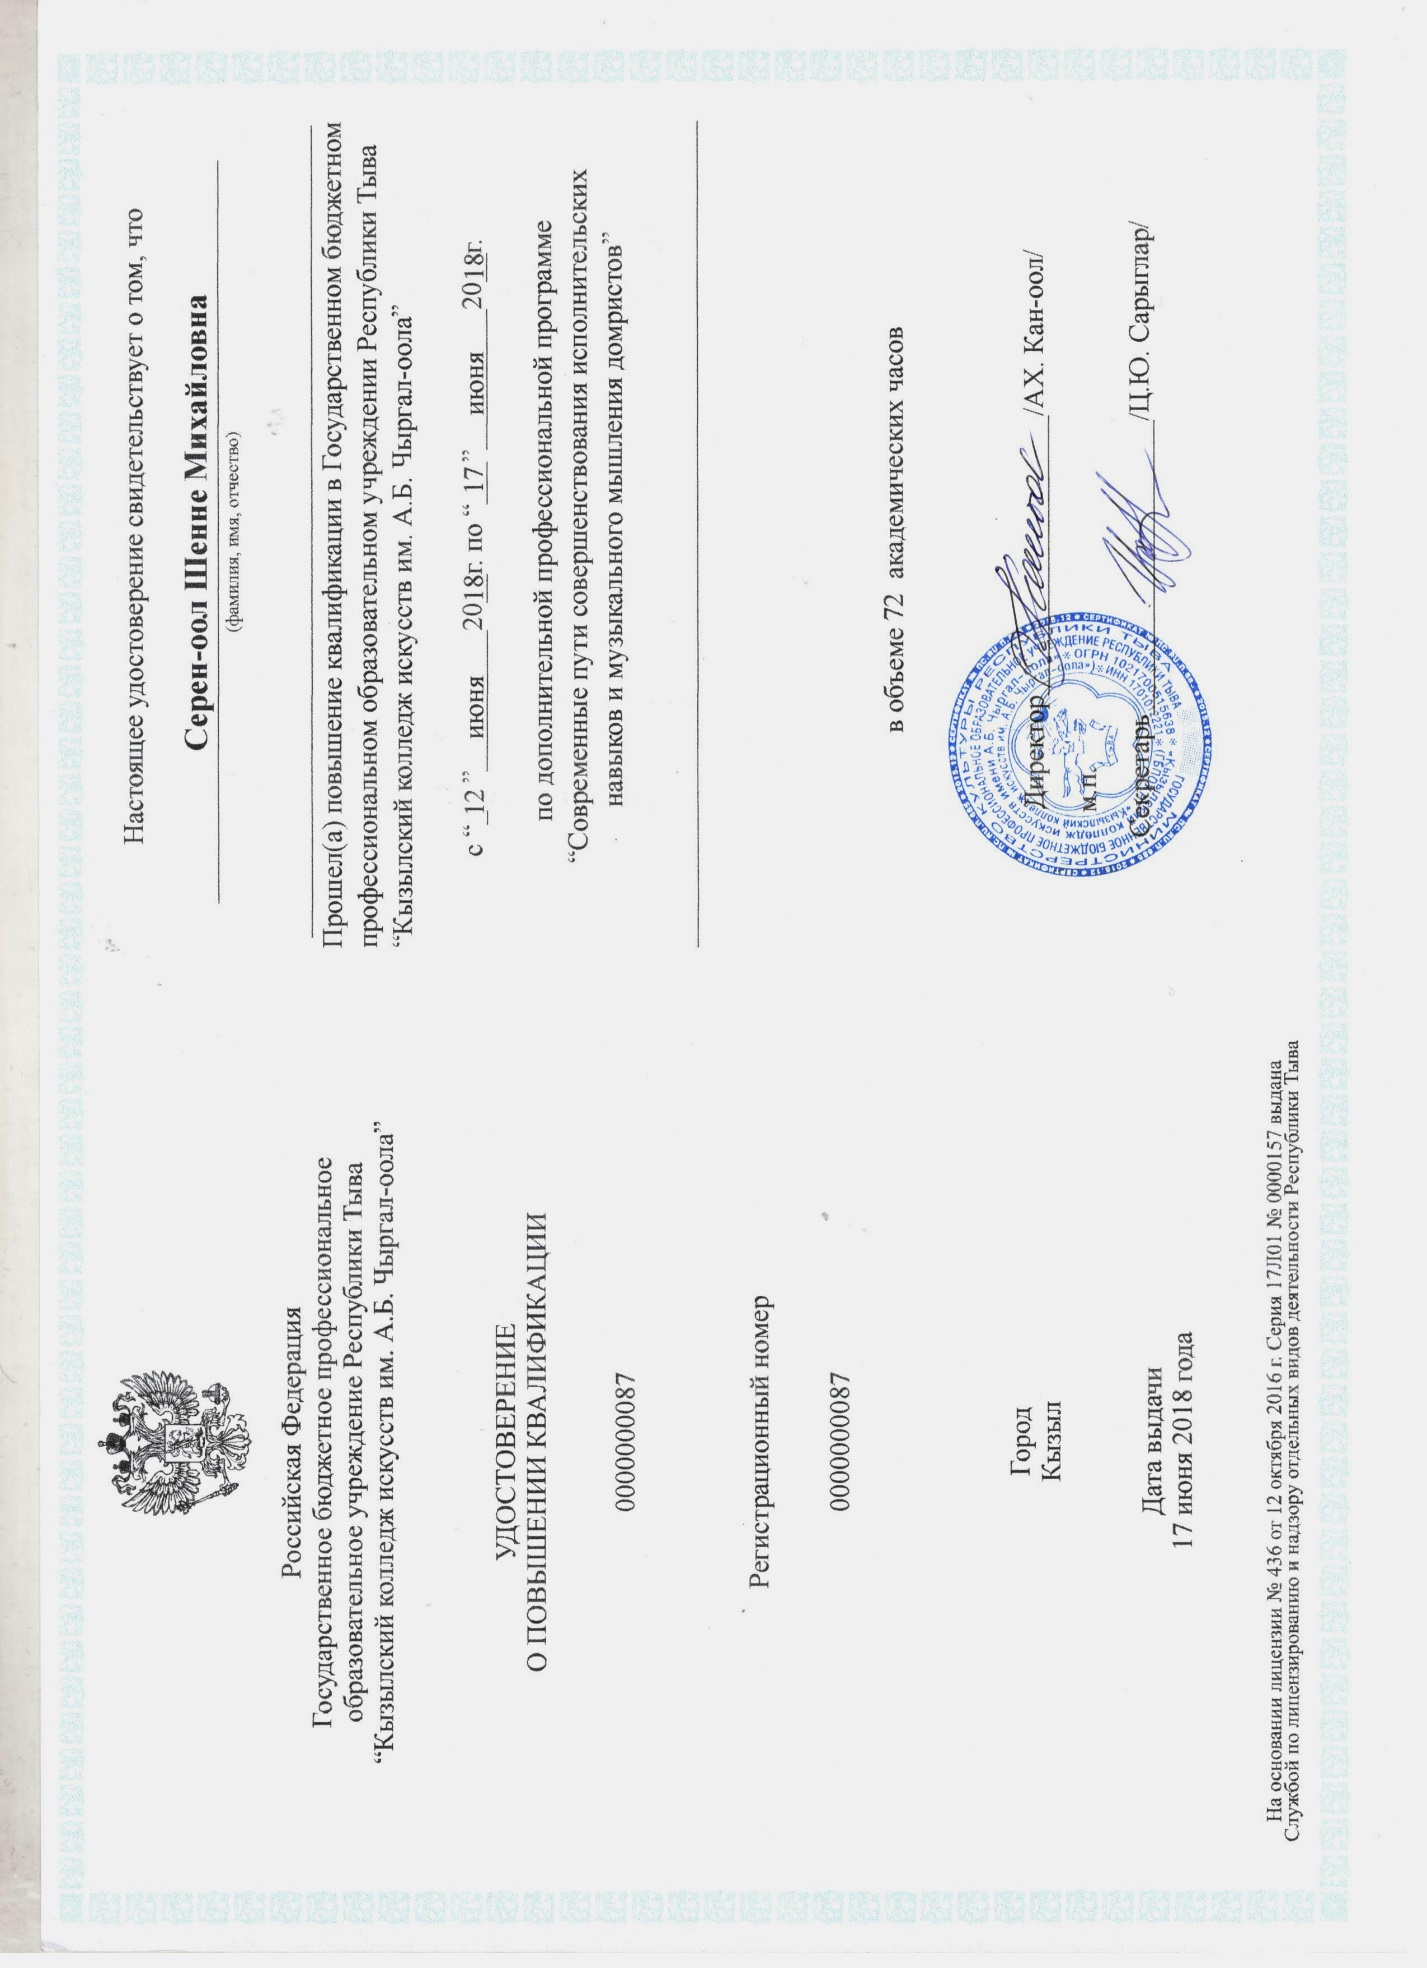 Российская Федерация
Государственное бюджетное профессиональное
образовательное учреждение Республики Тыва
“Кызылский колледж искусств им. А.Б. Чыргал-оола”
УДОСТОВЕРЕНИЕ
О ПОВЫШЕНИИ КВАЛИФИКАЦИИ
0000000087
Регистрационный номер
0000000087
Город
Кызыл
Дата выдачи
17 июня 2018 года
На основании лицензии № 436 от 12 октября 2016 г. Серия 17Л01 № 0000157 выдана
Службой по лицензированию и надзору отдельных видов деятельности Республики Тыва
Настоящее удостоверение свидетельствует о том, что
Серен-оол Шенне Михайловна
(фамилия, имя, отчество)
Прошел(а) повышение квалификации в Государственном бюджетном
профессиональном образовательном учреждении Республики Тыва
“Кызылский колледж искусств им. А.Б. Чыргал-оола”
с “ 12 ” июня 2018г. по “ 17 ” июня 2018г.
по дополнительной профессиональной программе
“Современные пути совершенствования исполнительских
навыков и музыкального мышления домристов”
в объеме 72 академических часов
Директор /АХ. Кан-оол/
м.п.
Секретарь /Ц.Ю. Сарыглар/
МИНИСТЕРСТВО КУЛЬТУРЫ РЕСПУБЛИКИ ТЫВА